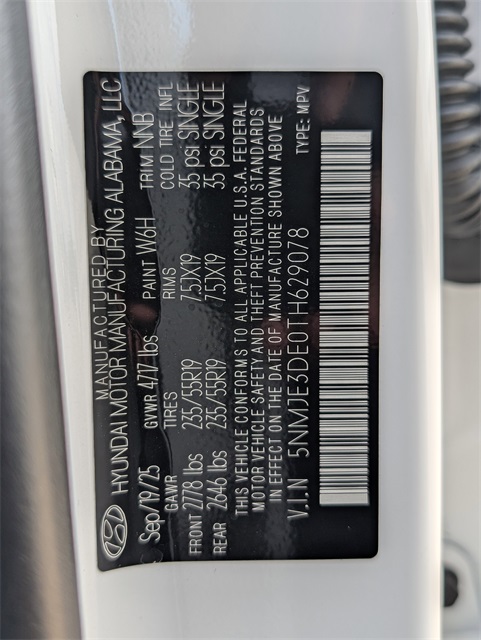 MANUFACTURED BY
HYUNDAI MOTOR MANUFACTURING ALABAMA, LLC
Sep/19/25 GVWR 4717 lbs PAINT W6H TRIM NNB
GAWR TIRES RIMS COLD TIRE INFL
FRONT 2778 lbs 235/55R19 7.5JX19 35 psi SINGLE
REAR 2646 lbs 235/55R19 7.5JX19 35 psi SINGLE
THIS VEHICLE CONFORMS TO ALL APPLICABLE U.S.A. FEDERAL
MOTOR VEHICLE SAFETY AND THEFT PREVENTION STANDARDS
IN EFFECT ON THE DATE OF MANUFACTURE SHOWN ABOVE
V.I.N 5NMJE3DE0TH629078 TYPE: MPV